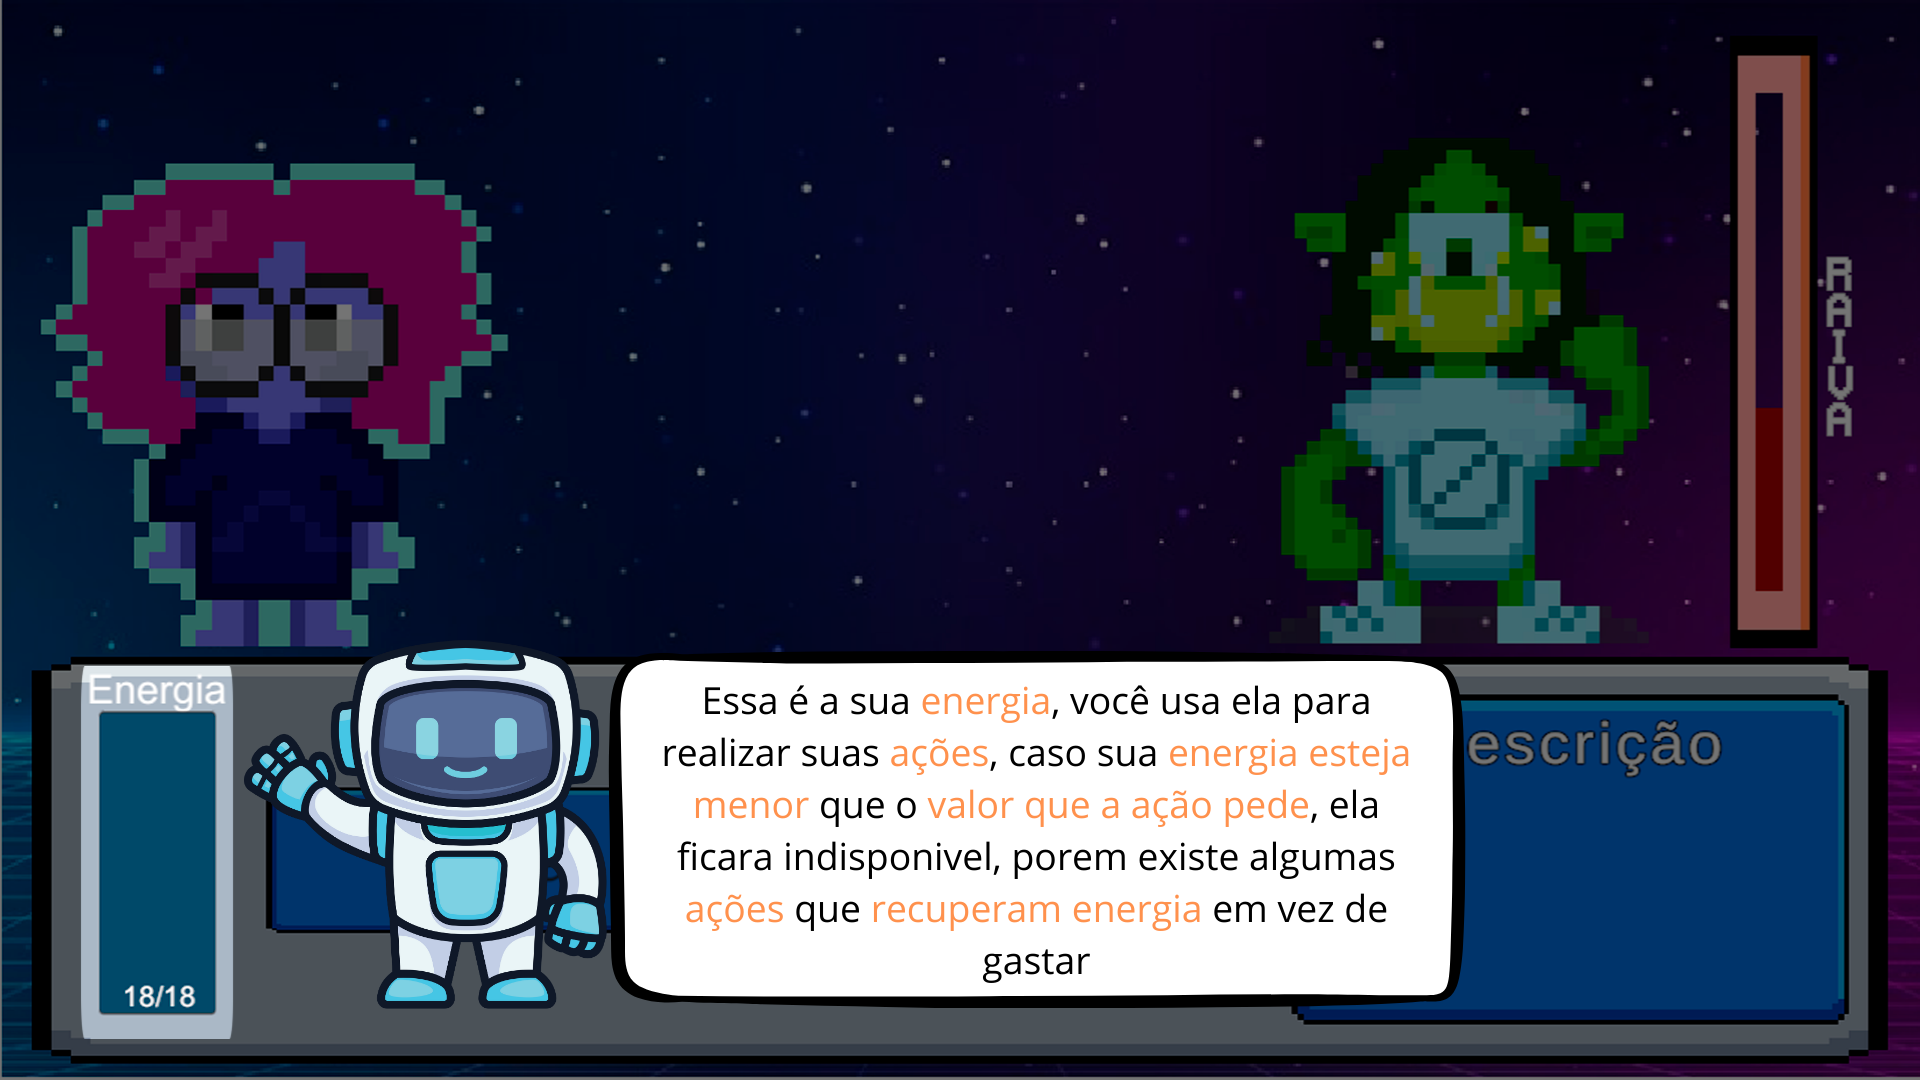 RAIVA
Energia
18/18
Essa é a sua energia, você usa ela para
realizar suas ações, caso sua energia esteja
menor que o valor que a ação pede, ela
ficara indisponivel, porem existe algumas
ações que recuperam energia em vez de
gastar
escrição